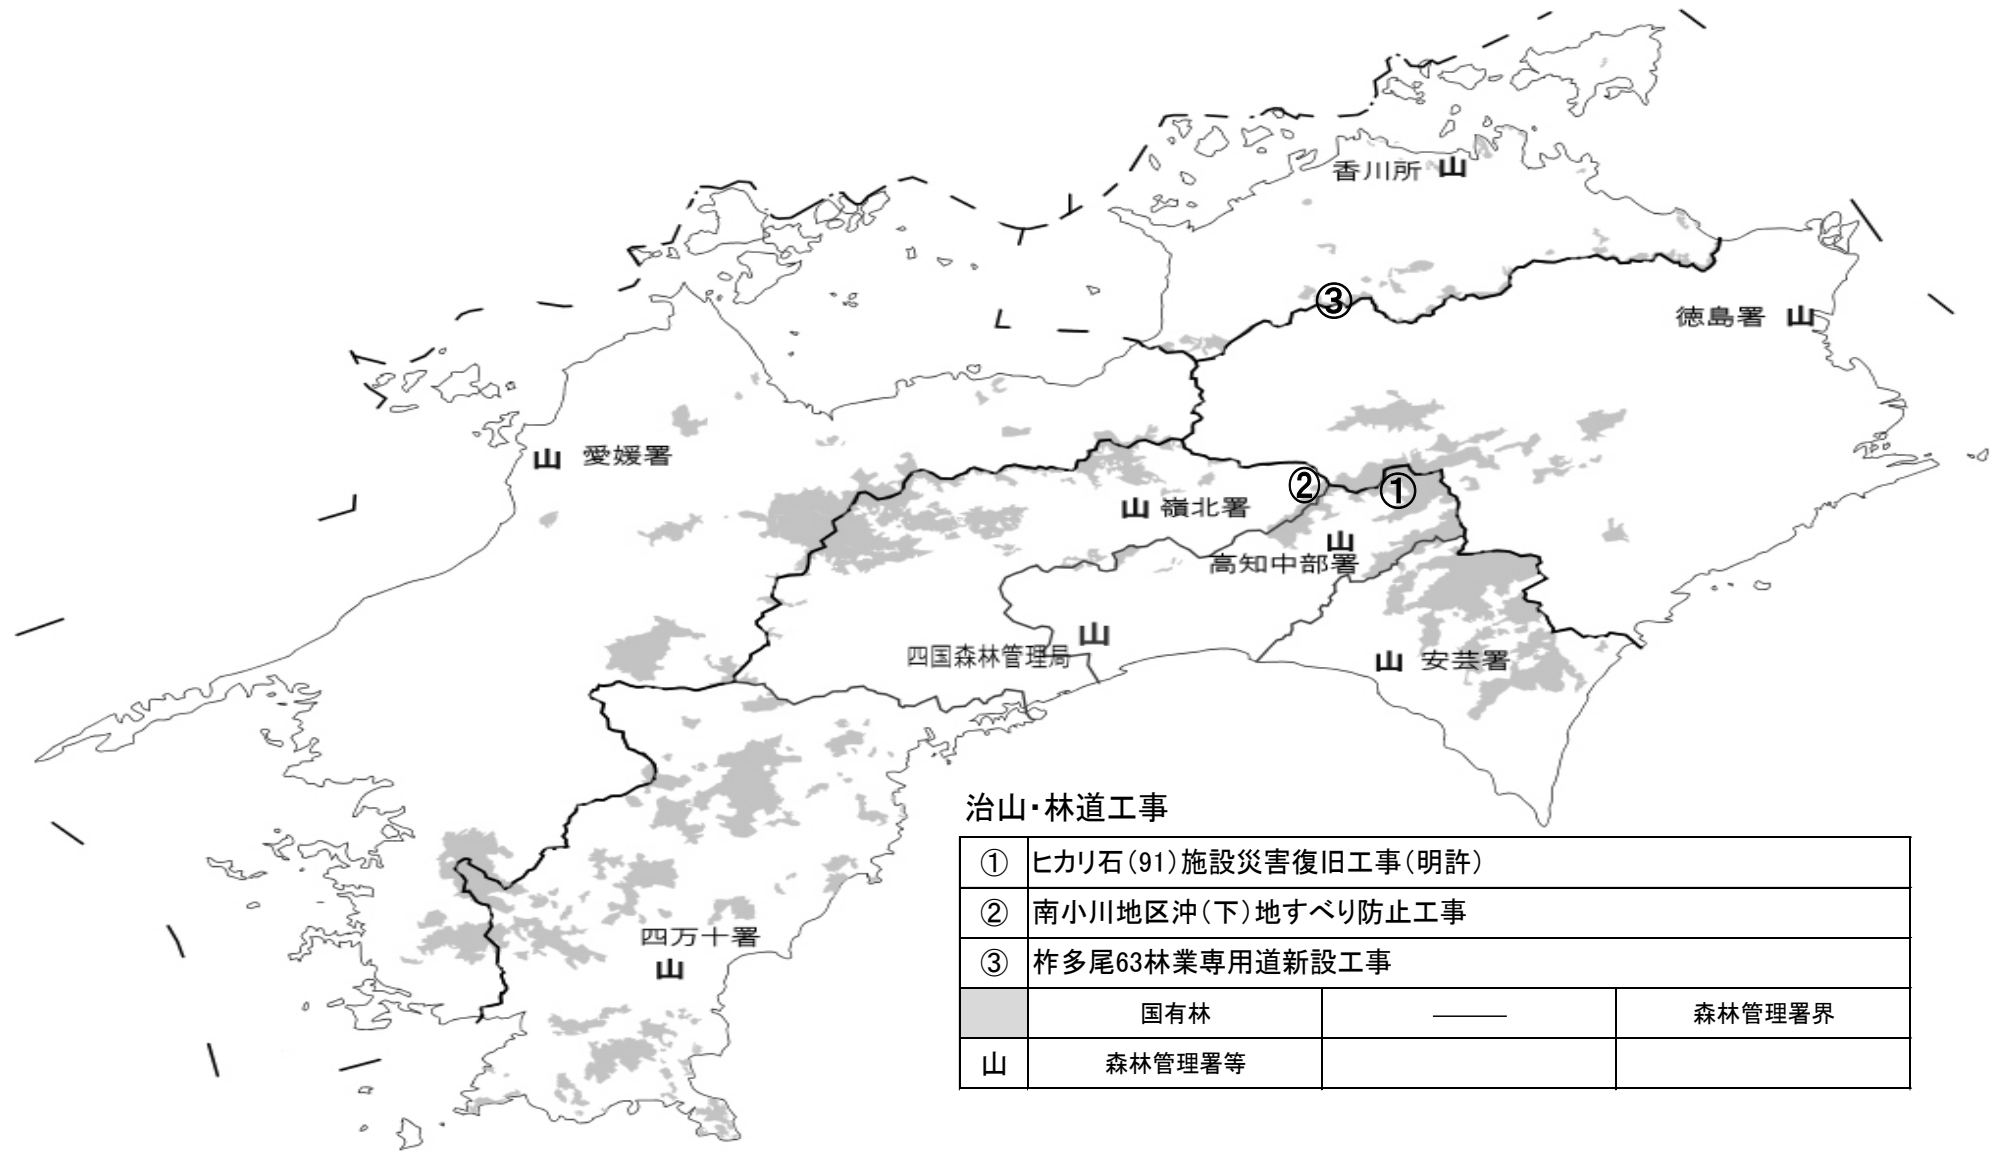 香川所 山
③
徳島署 山
山 愛媛署
② ①
山 嶺北署
山
高知中部署
山
四国森林管理局
山 安芸署
四万十署
山
治山・林道工事
① ヒカリ石（91）施設災害復旧工事（明許）
② 南小川地区沖（下）地すべり防止工事
③ 柞多尾63林業専用道新設工事
国有林 ――― 森林管理署界
山 森林管理署等